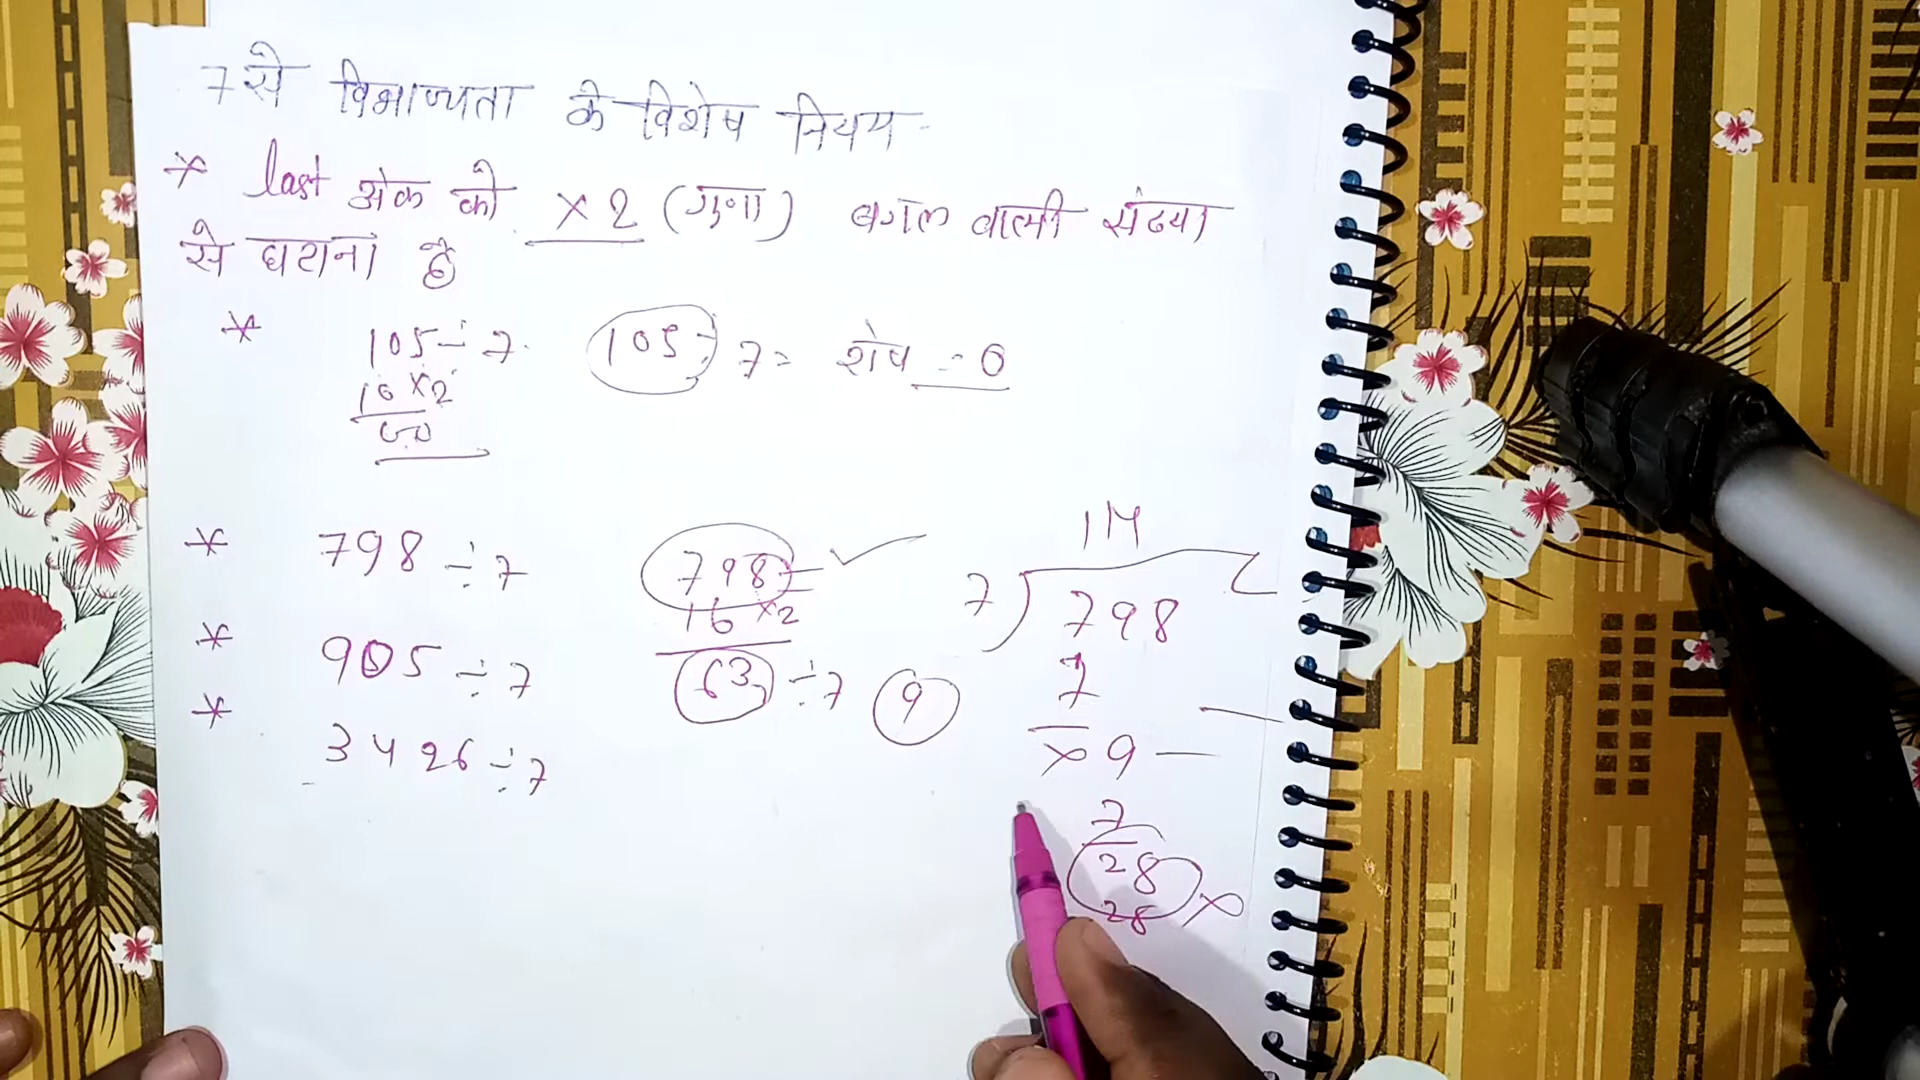 7 से विभाज्यता के विशेष नियम
* last अंक को × 2 (गुणा) बगल वाली संख्या
से घटाना है
* 105 ÷ 7 105 ÷ 7 = शेष = 0
10 ×2
00
* 798 ÷ 7
* 905 ÷ 7
* 3426 ÷ 7
798 =
16 ×2
63 ÷ 7 9
114
7) 798
7
×9
7
28
28
×